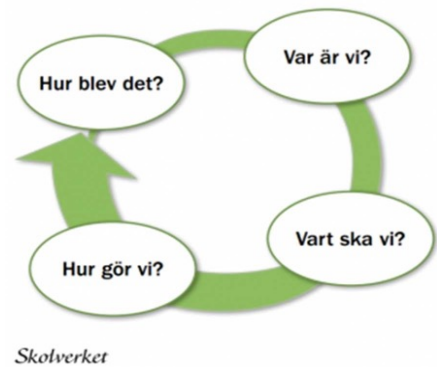 Hur blev det?
Var är vi?
Vart ska vi?
Hur gör vi?
Skolverket